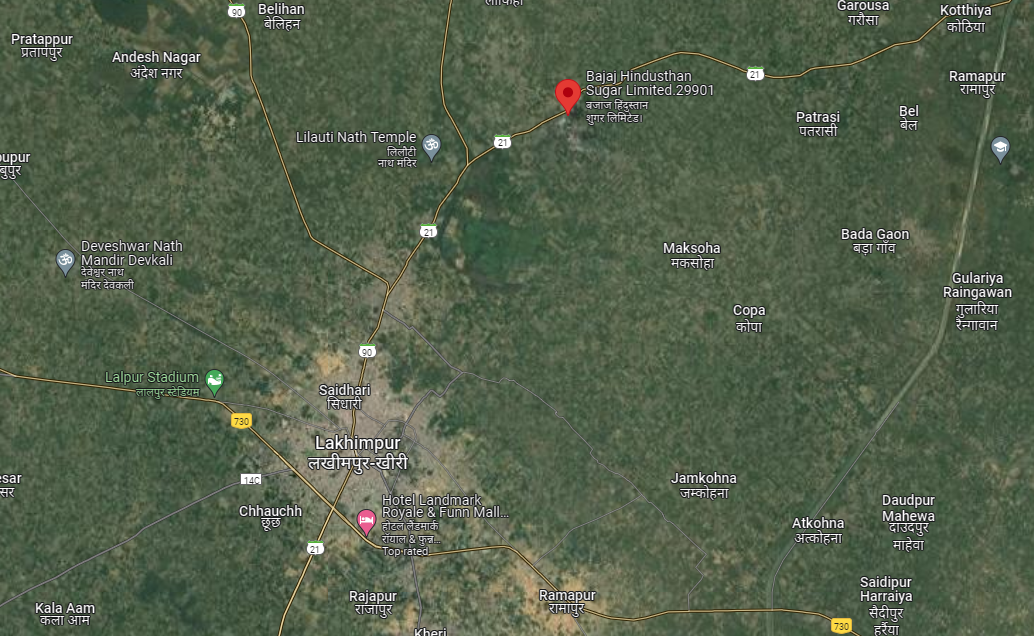 90
Belihan
बेलिहन
Garousa
गरौसा
Kotthiya
कोठिया
Pratappur
प्रतापपुर
Andesh Nagar
अंदेश नगर
21
Ramapur
रामापुर
Bajaj Hindusthan
Sugar Limited.29901
बजाज हिंदुस्तान
शुगर लिमिटेड।
Patrasi
पतरासी
Bel
बेल
Lilauti Nath Temple
लिलौटी
नाथ मंदिर
21
21
Deveshwar Nath
Mandir Devkali
देवेश्वर नाथ
मंदिर देवकली
Maksoha
मकसोहा
Bada Gaon
बड़ा गाँव
Gulariya
Raingawan
गुलारिया
रैन्गावान
Copa
कोपा
90
Lalpur Stadium
लालपुर स्टेडियम
Saidhari
सिधारी
730
Lakhimpur
लखीमपुर-खीरी
14C
Jamkohna
जम्कोहना
Chhauchh
छूछ
Hotel Landmark
Royale & Funn Mall...
होटल लैंडमार्क
रॉयाल & फुन्न...
Top rated
Daudpur
Mahewa
दाउदपुर
माहेवा
Atkohna
अत्कोहना
21
Rajapur
राजापुर
Ramapur
रामापुर
Saidipur
Harraiya
सैदीपुर
हर्रैया
Kala Aam
कला आम
730
Kheri